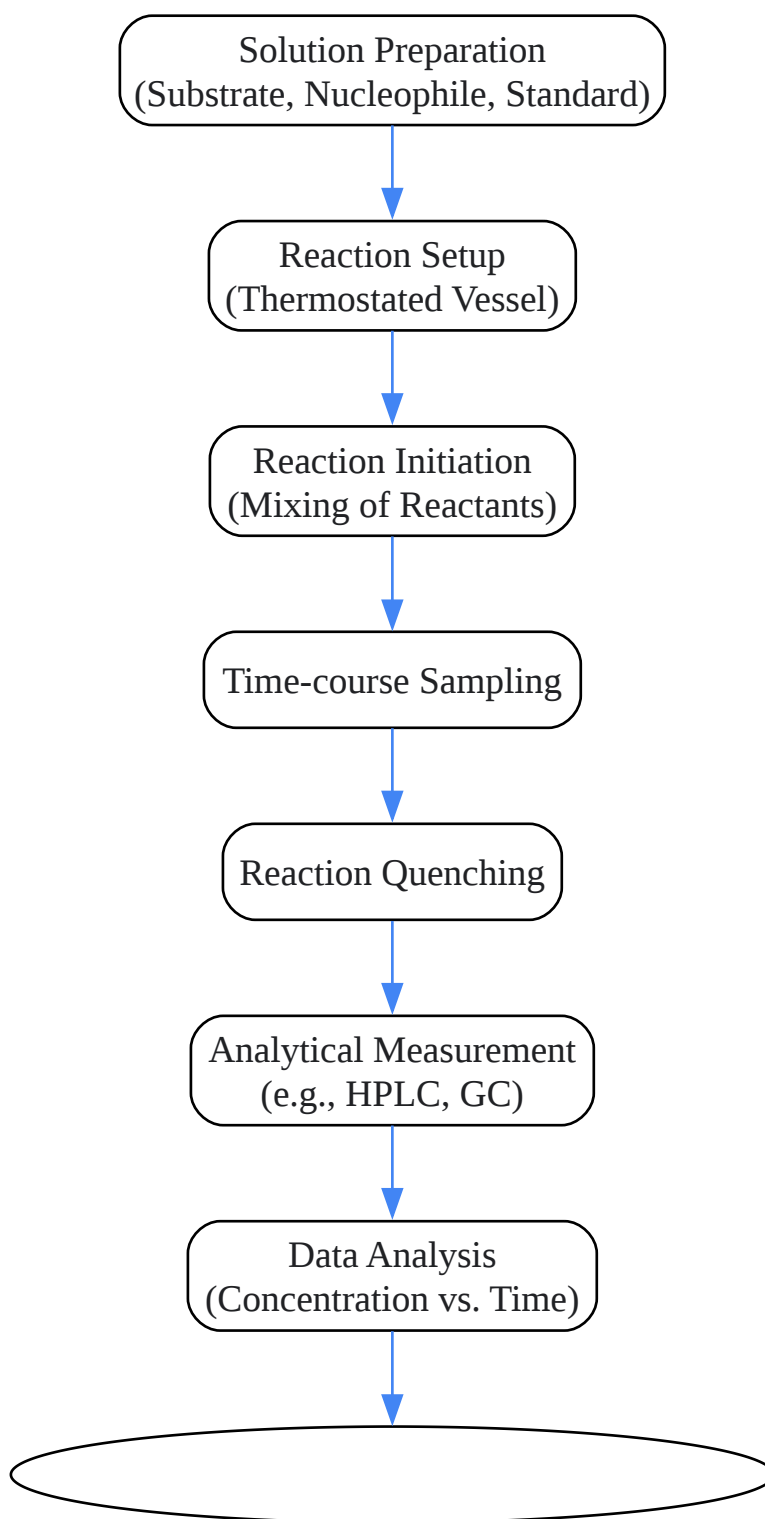 Solution Preparation
(Substrate, Nucleophile, Standard)
Reaction Setup
(Thermostated Vessel)
Reaction Initiation
(Mixing of Reactants)
Time-course Sampling
Reaction Quenching
Analytical Measurement
(e.g., HPLC, GC)
Data Analysis
(Concentration vs. Time)